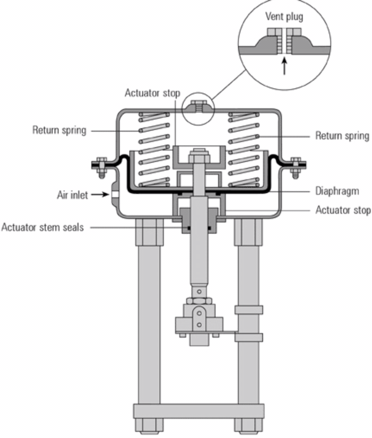 Vent plug
Actuator stop
Return spring
Return spring
Air inlet
Diaphragm
Actuator stop
Actuator stem seals